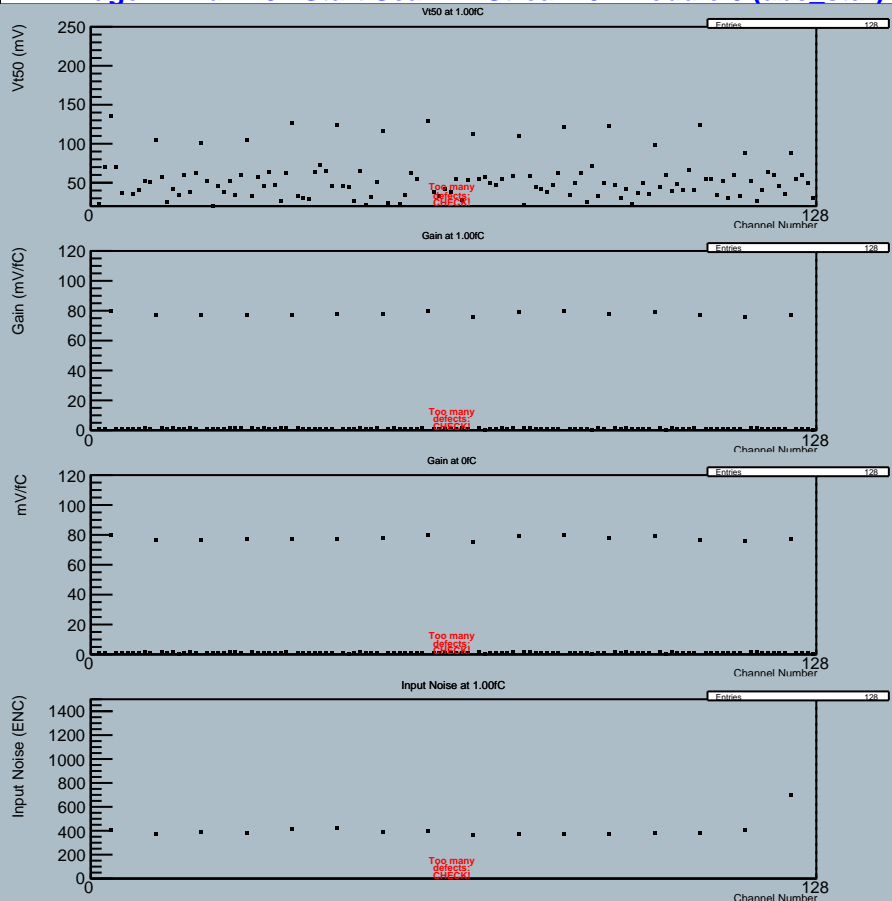 Vt50 at 1.00fC
Entries 128
Vt50 (mV)
250
200
150
100
50
Too many
defects:
CHECK!
0
128
Channel Number
Gain at 1.00fC
Entries 128
Gain (mV/fC)
120
100
80
60
40
20
0
Too many
defects:
CHECK!
0
128
Channel Number
Gain at 0fC
Entries 128
mV/fC
120
100
80
60
40
20
0
Too many
defects:
CHECK!
0
128
Channel Number
Input Noise at 1.00fC
Entries 128
Input Noise (ENC)
1400
1200
1000
800
600
400
200
0
Too many
defects:
CHECK!
0
128
Channel Number